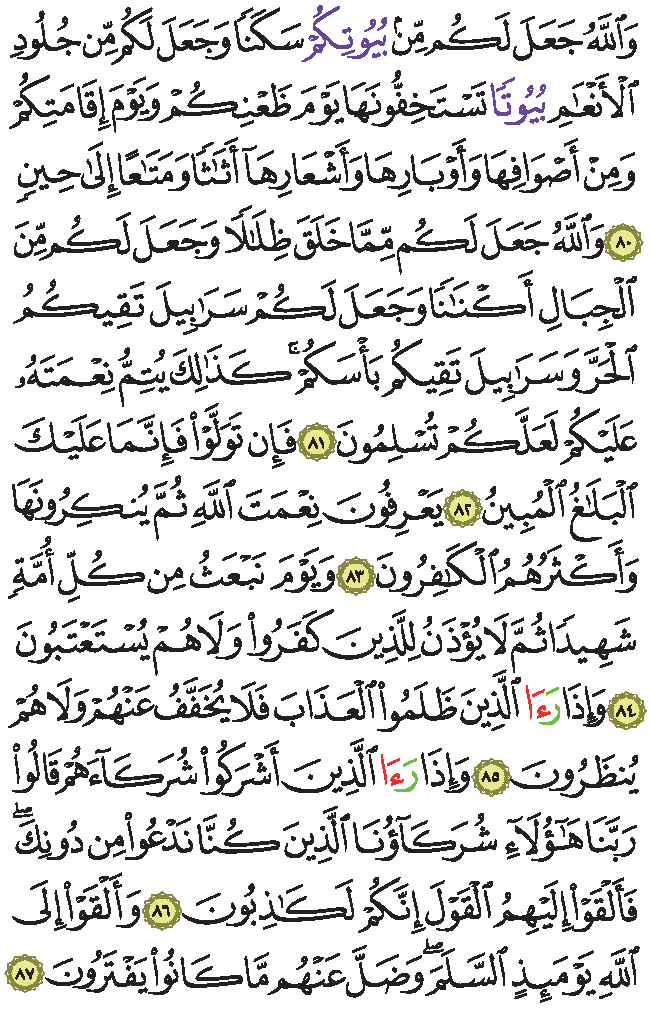 وَٱللَّهُ جَعَلَ لَكُم مِّنۢ بُيُوتِكُمْ سَكَنًا وَجَعَلَ لَكُم مِّن جُلُودِ
ٱلْأَنْعَٰمِ بُيُوتًا تَسْتَخِفُّونَهَا يَوْمَ ظَعْنِكُمْ وَيَوْمَ إِقَامَتِكُمْ
وَمِنْ أَصْوَافِهَا وَأَوْبَارِهَا وَأَشْعَارِهَآ أَثَٰثًا وَمَتَٰعًا إِلَىٰ حِينٍ
٨٠ وَٱللَّهُ جَعَلَ لَكُم مِّمَّا خَلَقَ ظِلَٰلًا وَجَعَلَ لَكُم مِّنَ
ٱلْجِبَالِ أَكْنَٰنًا وَجَعَلَ لَكُمْ سَرَٰبِيلَ تَقِيكُمُ
ٱلْحَرَّ وَسَرَٰبِيلَ تَقِيكُم بَأْسَكُمْ ۚ كَذَٰلِكَ يُتِمُّ نِعْمَتَهُۥ
عَلَيْكُمْ لَعَلَّكُمْ تُسْلِمُونَ ٨١ فَإِن تَوَلَّوْا۟ فَإِنَّمَا عَلَيْكَ
ٱلْبَلَٰغُ ٱلْمُبِينُ ٨٢ يَعْرِفُونَ نِعْمَتَ ٱللَّهِ ثُمَّ يُنكِرُونَهَا
وَأَكْثَرُهُمُ ٱلْكَٰفِرُونَ ٨٣ وَيَوْمَ نَبْعَثُ مِن كُلِّ أُمَّةٍ
شَهِيدًا ثُمَّ لَا يُؤْذَنُ لِلَّذِينَ كَفَرُوا۟ وَلَا هُمْ يُسْتَعْتَبُونَ
٨٤ وَإِذَا رَءَا ٱلَّذِينَ ظَلَمُوا۟ ٱلْعَذَابَ فَلَا يُخَفَّفُ عَنْهُمْ وَلَا هُمْ
يُنظَرُونَ ٨٥ وَإِذَا رَءَا ٱلَّذِينَ أَشْرَكُوا۟ شُرَكَآءَهُمْ قَالُوا۟
رَبَّنَا هَٰٓؤُلَآءِ شُرَكَآؤُنَا ٱلَّذِينَ كُنَّا نَدْعُوا۟ مِن دُونِكَ ۖ
فَأَلْقَوْا۟ إِلَيْهِمُ ٱلْقَوْلَ إِنَّكُمْ لَكَٰذِبُونَ ٨٦ وَأَلْقَوْا۟ إِلَى
ٱللَّهِ يَوْمَئِذٍ ٱلسَّلَمَ ۖ وَضَلَّ عَنْهُم مَّا كَانُوا۟ يَفْتَرُونَ ٨٧